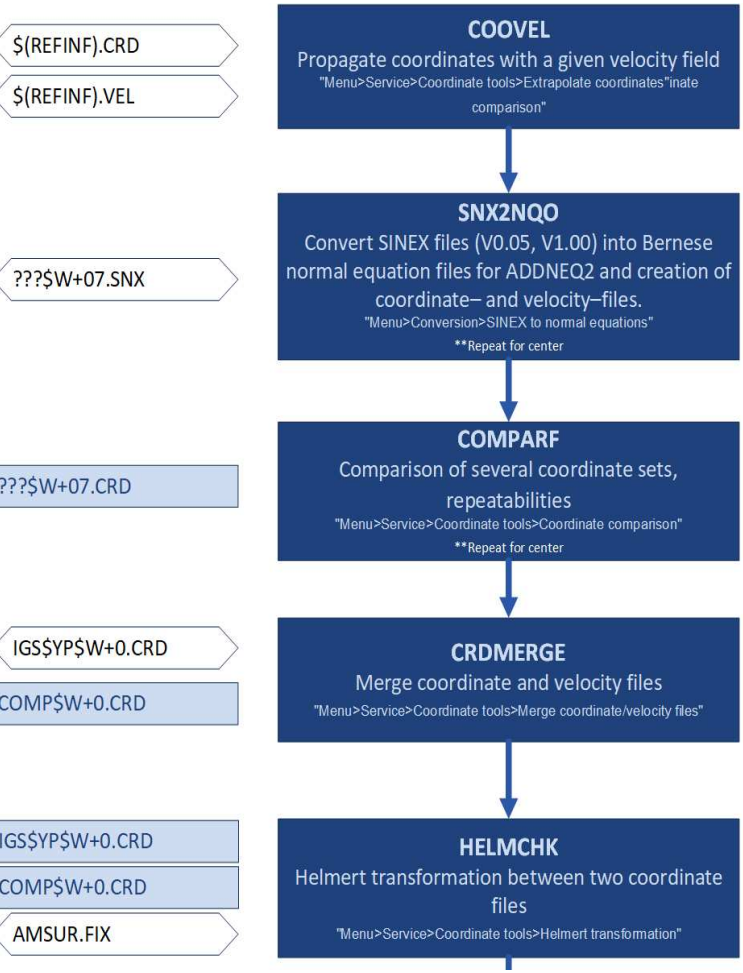 $(REFINF).CRD
$(REFINF).VEL
COOVEL
Propagate coordinates with a given velocity field
"Menu>Service>Coordinate tools>Extrapolate coordinates"inate
comparison"
???$W+07.SNX
SNX2NQ0
Convert SINEX files (V0.05, V1.00) into Bernese
normal equation files for ADDNEQ2 and creation of
coordinate– and velocity–files.
"Menu>Conversion>SINEX to normal equations"
**Repeat for center
???$W+07.CRD
COMPARF
Comparison of several coordinate sets,
repeatabilities
"Menu>Service>Coordinate tools>Coordinate comparison"
**Repeat for center
IGS$YP$W+0.CRD
COMP$W+0.CRD
CRDMERGE
Merge coordinate and velocity files
"Menu>Service>Coordinate tools>Merge coordinate/velocity files"
IGS$YP$W+0.CRD
COMP$W+0.CRD
AMSUR.FIX
HELMCHK
Helmert transformation between two coordinate
files
"Menu>Service>Coordinate tools>Helmert transformation"